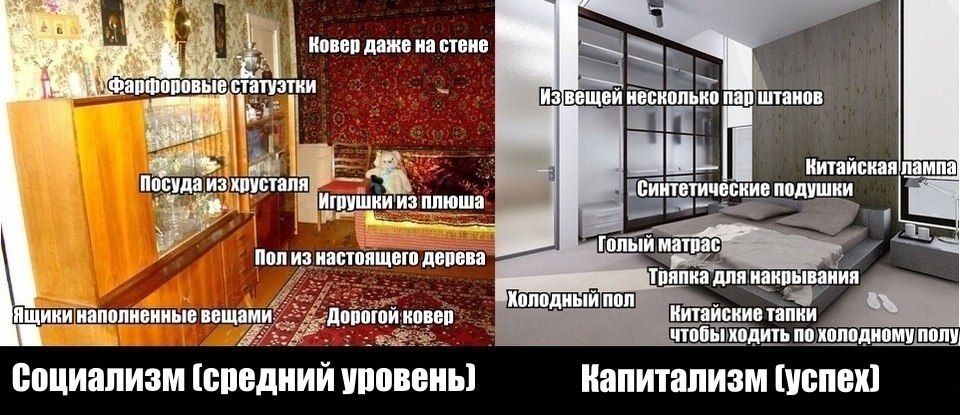 Ковер даже на стене
Фарфоровые статуэтки
Посуда из хрусталя
Игрушки из плюша
Пол из настоящего дерева
Ящики наполненные вещами
Дорогой ковер
Социализм (средний уровень)
Из вещей несколько пар штанов
Китайская лампа
Синтетические подушки
Голый матрас
Тряпка для накрывания
Холодный пол
Китайские тапки
чтобы ходить по холодному полу
Капитализм (успех)